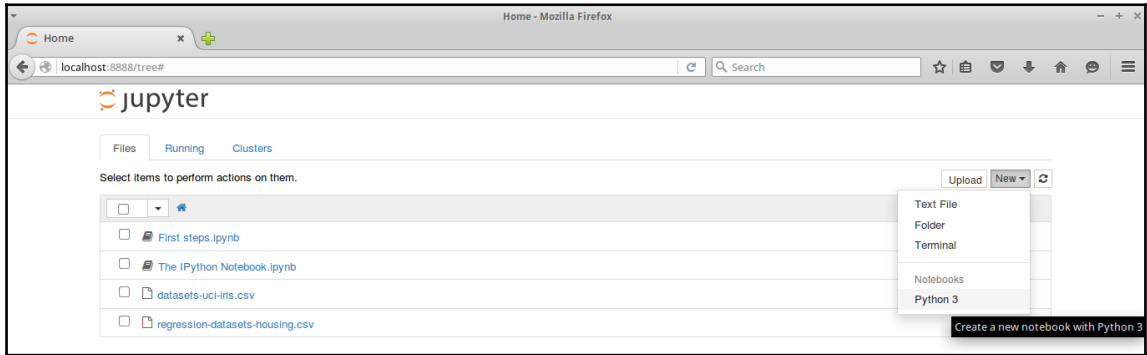 Home - Mozilla Firefox
Home
localhost:8888/tree#
Search
jupyter
Files Running Clusters
Select items to perform actions on them.
Upload New
Text File
Folder
Terminal
Notebooks
Python 3
First steps.ipynb
The IPython Notebook.ipynb
datasets-uci-iris.csv
regression-datasets-housing.csv
Create a new notebook with Python 3